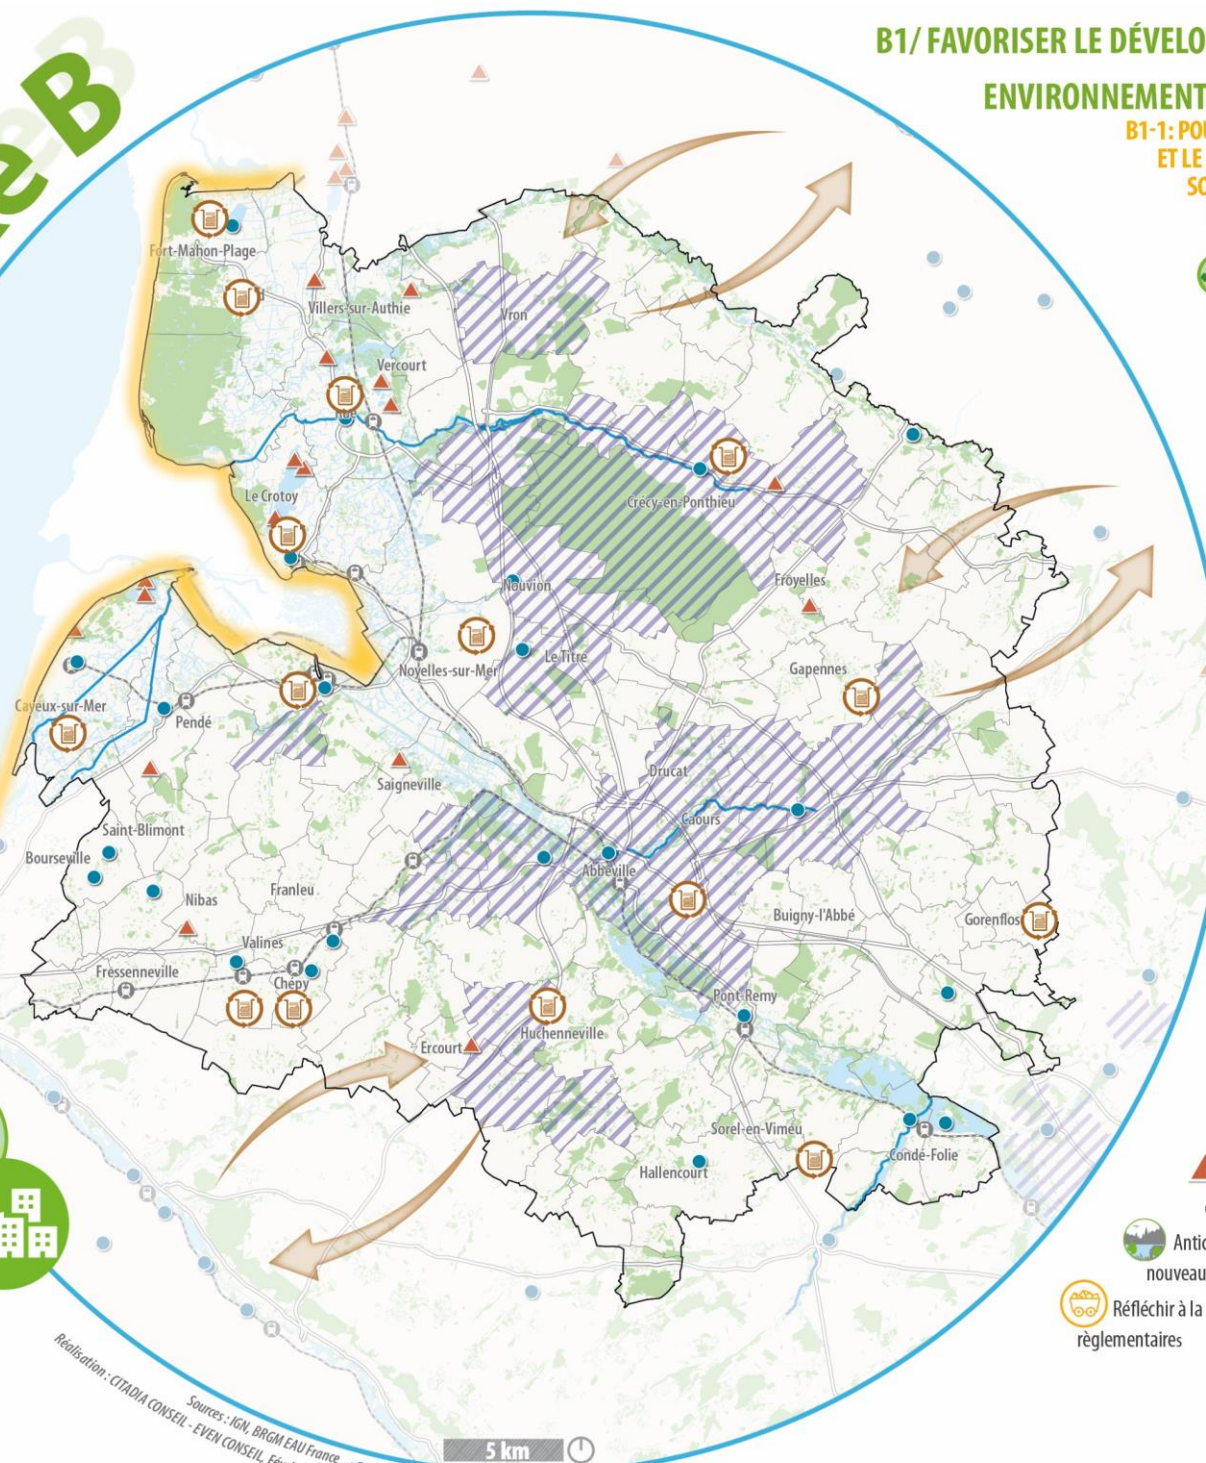 eB
B1/ FAVORISER LE DÉVELO
ENVIRONNEMENT
B1-1: POU
ET LE
SO
Fort-Mahon-Plage
Villers-sur-Authie
Vron
Vercourt
Rue
Le Crotoy
Crécy-en-Ponthieu
Nouvion
Froyelles
Le Titre
Noyelles-sur-Mer
Gapennes
Cayeux-sur-Mer
Pendé
Drucat
Saigneville
Caours
Saint-Blimont
Bourseville
Abbeville
Nibas
Franleu
Buigny-l'Abbé
Gorenflos
Valines
Fressenneville
Chépy
Pont-Remy
Huchenneville
Ercourt
Sorel-en-Vimeu
Condé-Folie
Hallencourt
Antic
nouveau
Réfléchir à la
règlementaires
Réalisation : CITADIA CONSEIL - EVEN CONSEIL, Fév
Sources : IGN, BRGM EAU France
5 km